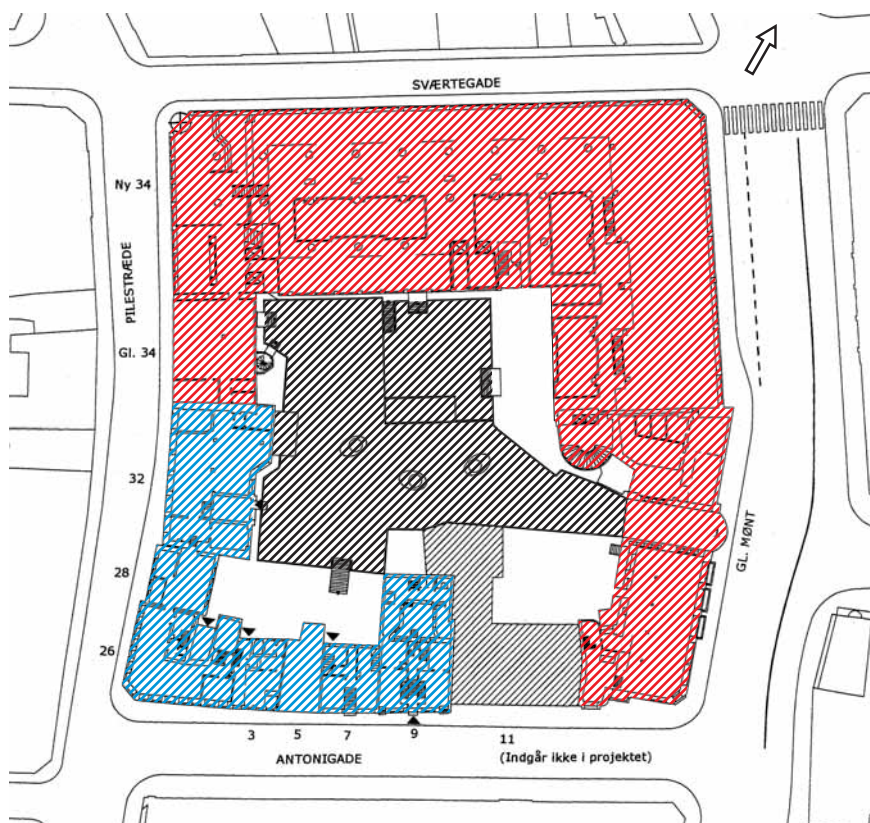 SVÆRTEGADE
Ny 34
PILESTRÆDE
Gl. 34
32
GL. MØNT
28
26
3
5
7
9
11
(Indgår ikke i projektet)
ANTONIGADE